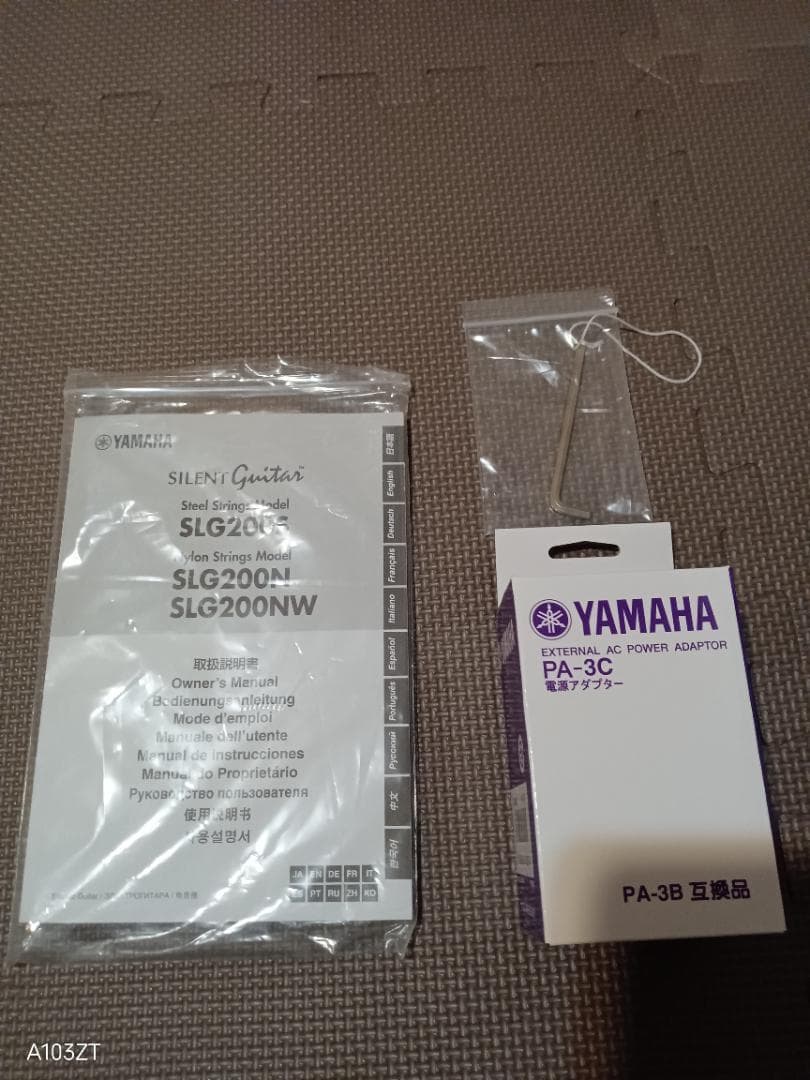 YAMAHA
SILENT Guitar™
Steel Strings Model
SLG200S
Nylon Strings Model
SLG200N
SLG200NW
取扱説明書
Owner's Manual
Bedienungsanleitung
Mode d'emploi
Manuale dell'utente
Manual de instrucciones
Manual do Proprietário
Руководство пользователя
使用说明书
사용설명서
JA EN DE FR IT
ES PT RU ZH KO
日本語
English
Deutsch
Français
Italiano
Español
Português
Русский
中文
한국어
YAMAHA
EXTERNAL AC POWER ADAPTOR
PA-3C
電源アダプター
PA-3B 互換品
A103ZT